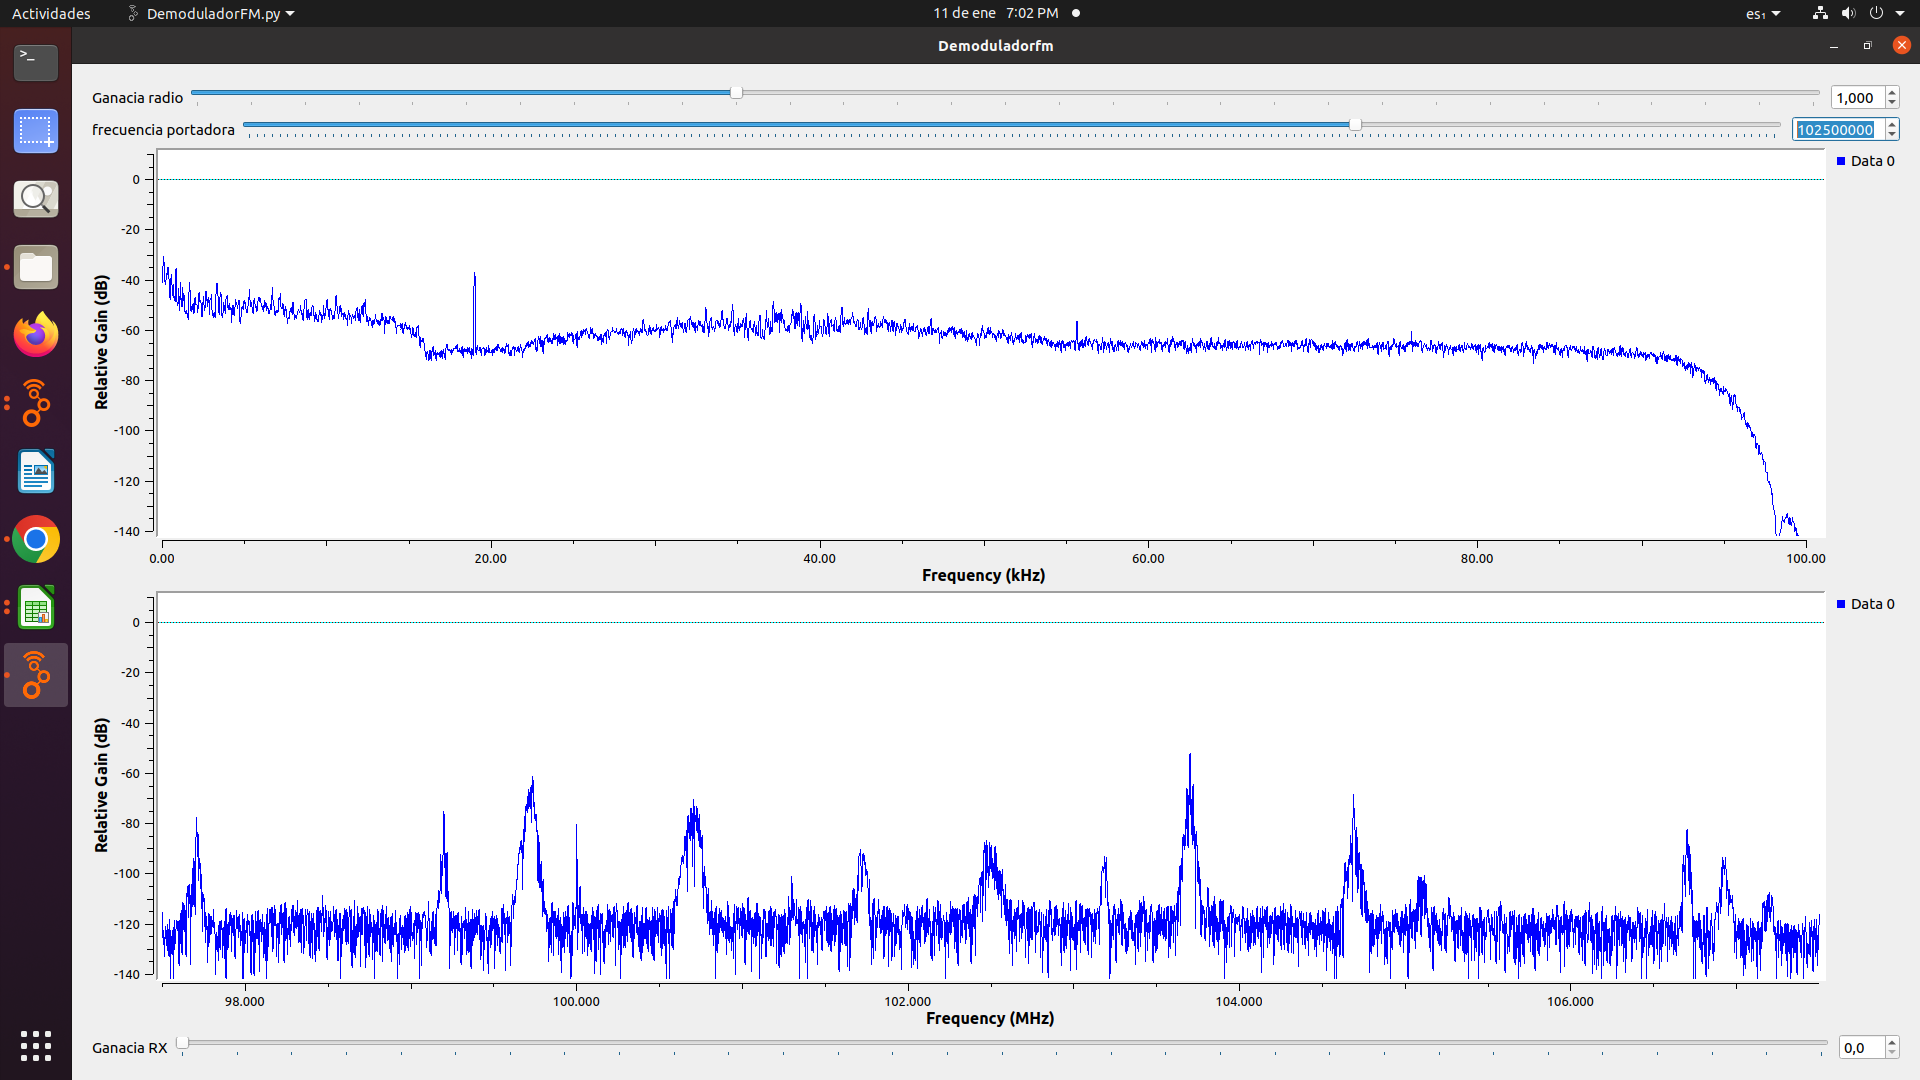 Actividades DemoduladorFM.py 11 de ene 7:02 PM es₁
Demoduladorfm
Ganacia radio 1,000
frecuencia portadora 102500000
Data 0
Relative Gain (dB)
0
-20
-40
-60
-80
-100
-120
-140
0.00 20.00 40.00 60.00 80.00 100.00
Frequency (kHz)
Data 0
Relative Gain (dB)
0
-20
-40
-60
-80
-100
-120
-140
98.000 100.000 102.000 104.000 106.000
Frequency (MHz)
Ganacia RX 0,0